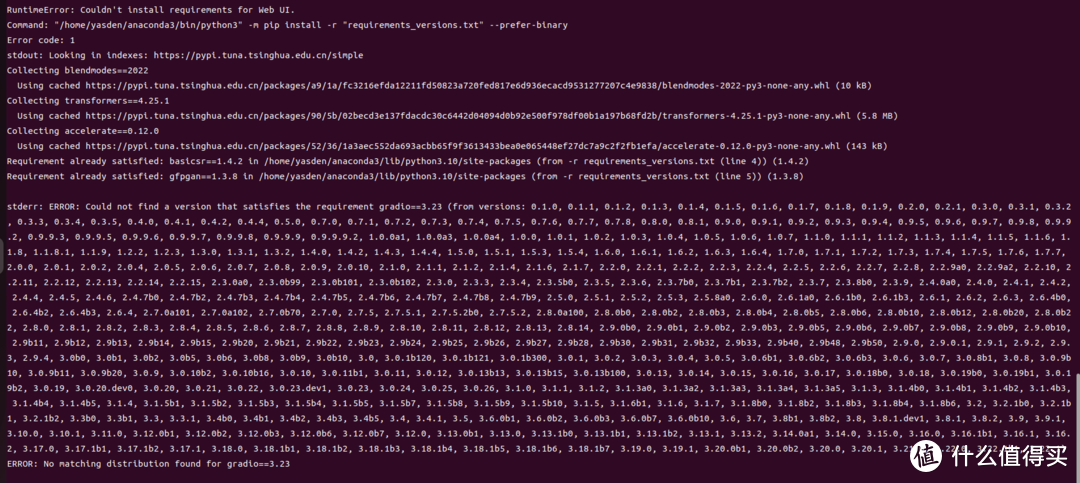 RuntimeError: Couldn't install requirements for Web UI.
Command: "/home/yasden/anaconda3/bin/python3" -m pip install -r "requirements_versions.txt" --prefer-binary
Error code: 1
stdout: Looking in indexes: https://pypi.tuna.tsinghua.edu.cn/simple
Collecting blendmodes==2022
Using cached https://pypi.tuna.tsinghua.edu.cn/packages/a9/1a/fc3216efda12211fd50823a720fed817e6d936ecacd9531277207c4e9838/blendmodes-2022-py3-none-any.whl (10 kB)
Collecting transformers==4.25.1
Using cached https://pypi.tuna.tsinghua.edu.cn/packages/90/5b/02becd3e137fdacdc30c6442d04094d0b92e500f978df00b1a197b68fd2b/transformers-4.25.1-py3-none-any.whl (5.8 MB)
Collecting accelerate==0.12.0
Using cached https://pypi.tuna.tsinghua.edu.cn/packages/52/36/1a3aec552da693acbb65f9f3613433bea0e065448ef27dc7a9c2f2fb1efa/accelerate-0.12.0-py3-none-any.whl (143 kB)
Requirement already satisfied: basicsr==1.4.2 in /home/yasden/anaconda3/lib/python3.10/site-packages (from -r requirements_versions.txt (line 4)) (1.4.2)
Requirement already satisfied: gfpgan==1.3.8 in /home/yasden/anaconda3/lib/python3.10/site-packages (from -r requirements_versions.txt (line 5)) (1.3.8)
stderr: ERROR: Could not find a version that satisfies the requirement gradio==3.23 (from versions: 0.1.0, 0.1.1, 0.1.2, 0.1.3, 0.1.4, 0.1.5, 0.1.6, 0.1.7, 0.1.8, 0.1.9, 0.2.0, 0.2.1, 0.3.0, 0.3.1, 0.3.2
, 0.3.3, 0.3.4, 0.3.5, 0.4.0, 0.4.1, 0.4.2, 0.4.4, 0.5.0, 0.7.0, 0.7.1, 0.7.2, 0.7.3, 0.7.4, 0.7.5, 0.7.6, 0.7.7, 0.7.8, 0.8.0, 0.8.1, 0.9.0, 0.9.1, 0.9.2, 0.9.3, 0.9.4, 0.9.5, 0.9.6, 0.9.7, 0.9.8, 0.9.9
.2, 0.9.9.3, 0.9.9.5, 0.9.9.6, 0.9.9.7, 0.9.9.8, 0.9.9.9, 0.9.9.9.2, 1.0.0a1, 1.0.0a3, 1.0.0a4, 1.0.0, 1.0.1, 1.0.2, 1.0.3, 1.0.4, 1.0.5, 1.0.6, 1.0.7, 1.1.0, 1.1.1, 1.1.2, 1.1.3, 1.1.4, 1.1.5, 1.1.6, 1.
1.8, 1.1.8.1, 1.1.9, 1.2.2, 1.2.3, 1.3.0, 1.3.1, 1.3.2, 1.4.0, 1.4.2, 1.4.3, 1.4.4, 1.5.0, 1.5.1, 1.5.3, 1.5.4, 1.6.0, 1.6.1, 1.6.2, 1.6.3, 1.6.4, 1.7.0, 1.7.1, 1.7.2, 1.7.3, 1.7.4, 1.7.5, 1.7.6, 1.7.7,
2.0.0, 2.0.1, 2.0.2, 2.0.4, 2.0.5, 2.0.6, 2.0.7, 2.0.8, 2.0.9, 2.0.10, 2.1.0, 2.1.1, 2.1.2, 2.1.4, 2.1.6, 2.1.7, 2.2.0, 2.2.1, 2.2.2, 2.2.3, 2.2.4, 2.2.5, 2.2.6, 2.2.7, 2.2.8, 2.2.9a0, 2.2.9a2, 2.2.10, 2
.2.11, 2.2.12, 2.2.13, 2.2.14, 2.2.15, 2.3.0a0, 2.3.0b99, 2.3.0b101, 2.3.0b102, 2.3.0, 2.3.3, 2.3.4, 2.3.5b0, 2.3.5, 2.3.6, 2.3.7b0, 2.3.7b1, 2.3.7b2, 2.3.7, 2.3.8b0, 2.3.9, 2.4.0a0, 2.4.0, 2.4.1, 2.4.2,
2.4.4, 2.4.5, 2.4.6, 2.4.7b0, 2.4.7b2, 2.4.7b3, 2.4.7b4, 2.4.7b5, 2.4.7b6, 2.4.7b7, 2.4.7b8, 2.4.7b9, 2.5.0, 2.5.1, 2.5.2, 2.5.3, 2.5.8a0, 2.6.0, 2.6.1a0, 2.6.1b0, 2.6.1b3, 2.6.1, 2.6.2, 2.6.3, 2.6.4b0,
2.6.4b2, 2.6.4b3, 2.6.4, 2.7.0a101, 2.7.0a102, 2.7.0b70, 2.7.0, 2.7.5, 2.7.5.1, 2.7.5.2b0, 2.7.5.2, 2.8.0a100, 2.8.0b0, 2.8.0b2, 2.8.0b3, 2.8.0b4, 2.8.0b5, 2.8.0b6, 2.8.0b10, 2.8.0b12, 2.8.0b20, 2.8.0b2
2, 2.8.0, 2.8.1, 2.8.2, 2.8.3, 2.8.4, 2.8.5, 2.8.6, 2.8.7, 2.8.8, 2.8.9, 2.8.10, 2.8.11, 2.8.12, 2.8.13, 2.8.14, 2.9b0, 2.9.0b1, 2.9b2, 2.9.0b3, 2.9.0b5, 2.9.0b6, 2.9.0b7, 2.9.0b8, 2.9.0b9, 2.9.0b10,
2.9b11, 2.9b12, 2.9b13, 2.9b14, 2.9b15, 2.9b20, 2.9b21, 2.9b22, 2.9b23, 2.9b24, 2.9b25, 2.9b26, 2.9b27, 2.9b28, 2.9b30, 2.9b31, 2.9b32, 2.9b33, 2.9b40, 2.9b48, 2.9b50, 2.9.0, 2.9.0.1, 2.9.1, 2.9.2, 2.9.
3, 2.9.4, 3.0b0, 3.0b1, 3.0b2, 3.0b5, 3.0b6, 3.0b8, 3.0b9, 3.0b10, 3.0, 3.0.1b120, 3.0.1b121, 3.0.1b300, 3.0.1, 3.0.2, 3.0.3, 3.0.4, 3.0.5, 3.0.6b1, 3.0.6b2, 3.0.6b3, 3.0.6, 3.0.7, 3.0.8b1, 3.0.8, 3.0.9b
10, 3.0.9b11, 3.0.9b20, 3.0.9, 3.0.10b2, 3.0.10b16, 3.0.10, 3.0.11b1, 3.0.11, 3.0.12, 3.0.13b13, 3.0.13b15, 3.0.13b100, 3.0.13, 3.0.14, 3.0.15, 3.0.16, 3.0.17, 3.0.18b0, 3.0.18, 3.0.19b0, 3.0.19b1, 3.0.1
9b2, 3.0.19, 3.0.20.dev0, 3.0.20, 3.0.21, 3.0.22, 3.0.23.dev1, 3.0.23, 3.0.24, 3.0.25, 3.0.26, 3.1.0, 3.1.1, 3.1.2, 3.1.3a0, 3.1.3a2, 3.1.3a3, 3.1.3a4, 3.1.3a5, 3.1.3, 3.1.4b0, 3.1.4b1, 3.1.4b2, 3.1.4b3,
3.1.4b4, 3.1.4b5, 3.1.4, 3.1.5b1, 3.1.5b2, 3.1.5b3, 3.1.5b4, 3.1.5b5, 3.1.5b7, 3.1.5b8, 3.1.5b9, 3.1.5b10, 3.1.5, 3.1.6b1, 3.1.6, 3.1.7, 3.1.8b0, 3.1.8b2, 3.1.8b3, 3.1.8b4, 3.1.8b6, 3.2, 3.2.1b0, 3.2.1b
1, 3.2.1b2, 3.3b0, 3.3b1, 3.3, 3.3.1, 3.4b0, 3.4b1, 3.4b2, 3.4b3, 3.4b5, 3.4, 3.4.1, 3.5, 3.6.0b1, 3.6.0b2, 3.6.0b3, 3.6.0b7, 3.6.0b10, 3.6, 3.7, 3.8b1, 3.8b2, 3.8, 3.8.1.dev1, 3.8.1, 3.8.2, 3.9, 3.9.1,
3.10.0, 3.10.1, 3.11.0, 3.12.0b1, 3.12.0b2, 3.12.0b3, 3.12.0b6, 3.12.0b7, 3.12.0, 3.13.0b1, 3.13.0, 3.13.1b0, 3.13.1b1, 3.13.1b2, 3.13.1, 3.13.2, 3.14.0a1, 3.14.0, 3.15.0, 3.16.0, 3.16.1b1, 3.16.1, 3.16.
2, 3.17.0, 3.17.1b1, 3.17.1b2, 3.17.1, 3.18.0, 3.18.1b1, 3.18.1b2, 3.18.1b3, 3.18.1b4, 3.18.1b5, 3.18.1b6, 3.18.1b7, 3.19.0, 3.19.1, 3.20.0b1, 3.20.0b2, 3.20.0, 3.20.1,
ERROR: No matching distribution found for gradio==3.23
值 什么值得买